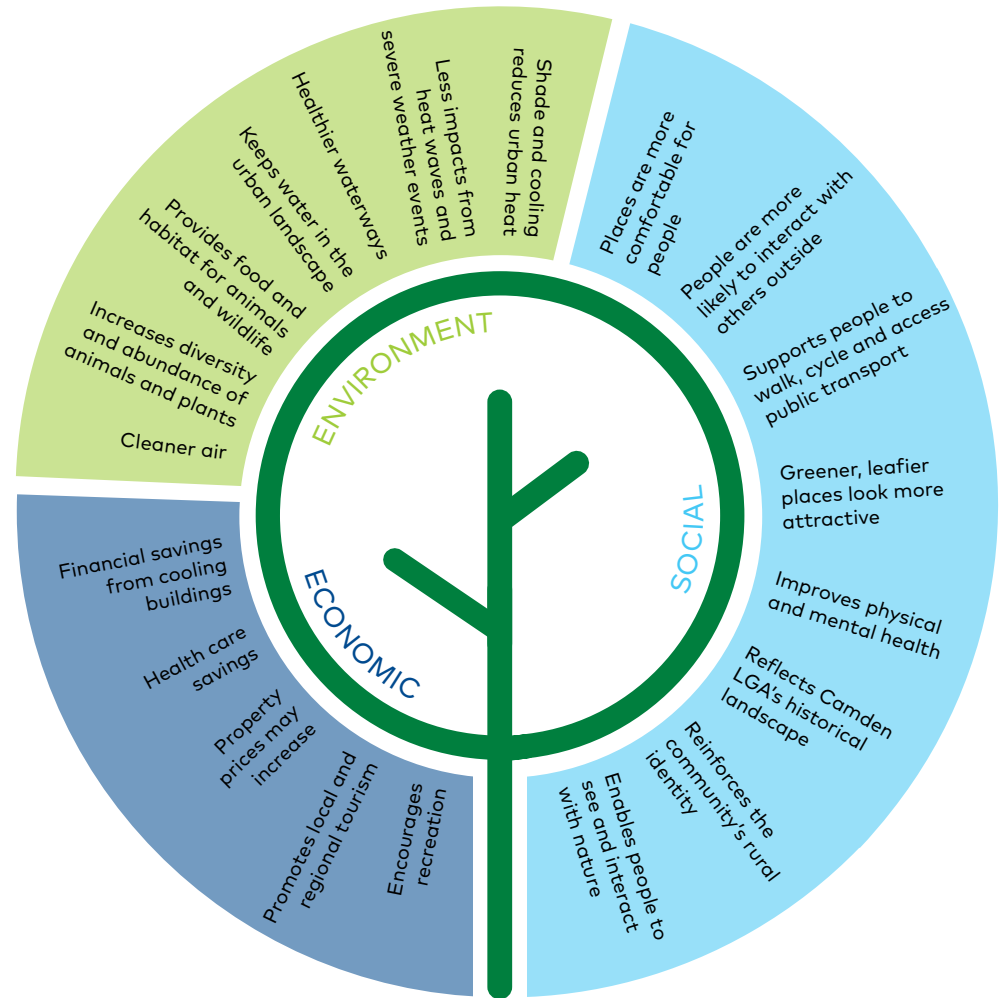 ENVIRONMENT
Cleaner air
Increases diversity
and abundance of
animals and plants
Provides food and
habitat for animals
and wildlife
Keeps water in the
urban landscape
Healthier waterways
Less impacts from
heat waves and
severe weather events
Shade and cooling
reduces urban heat
SOCIAL
Places are more
comfortable for
people
People are more
likely to interact with
others outside
Supports people to
walk, cycle and access
public transport
Greener, leafier
places look more
attractive
Improves physical
and mental health
Reflects Camden
LGA's historical
landscape
Reinforces the
community's rural
identity
Enables people to
see and interact
with nature
ECONOMIC
Financial savings
from cooling
buildings
Health care
savings
Property
prices may
increase
Promotes local and
regional tourism
Encourages
recreation